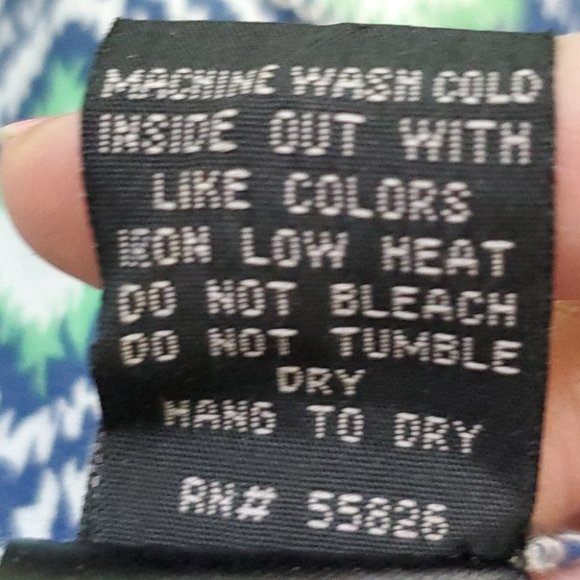 MACHINE WASH COLD
INSIDE OUT WITH
LIKE COLORS
IRON LOW HEAT
DO NOT BLEACH
DO NOT TUMBLE
DRY
HANG TO DRY
RN# 55826